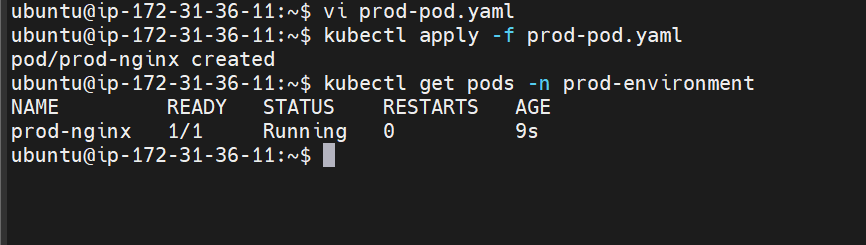 ubuntu@ip-172-31-36-11:~$ vi prod-pod.yaml
ubuntu@ip-172-31-36-11:~$ kubectl apply -f prod-pod.yaml
pod/prod-nginx created
ubuntu@ip-172-31-36-11:~$ kubectl get pods -n prod-environment
NAME         READY   STATUS    RESTARTS   AGE
prod-nginx   1/1     Running   0          9s
ubuntu@ip-172-31-36-11:~$